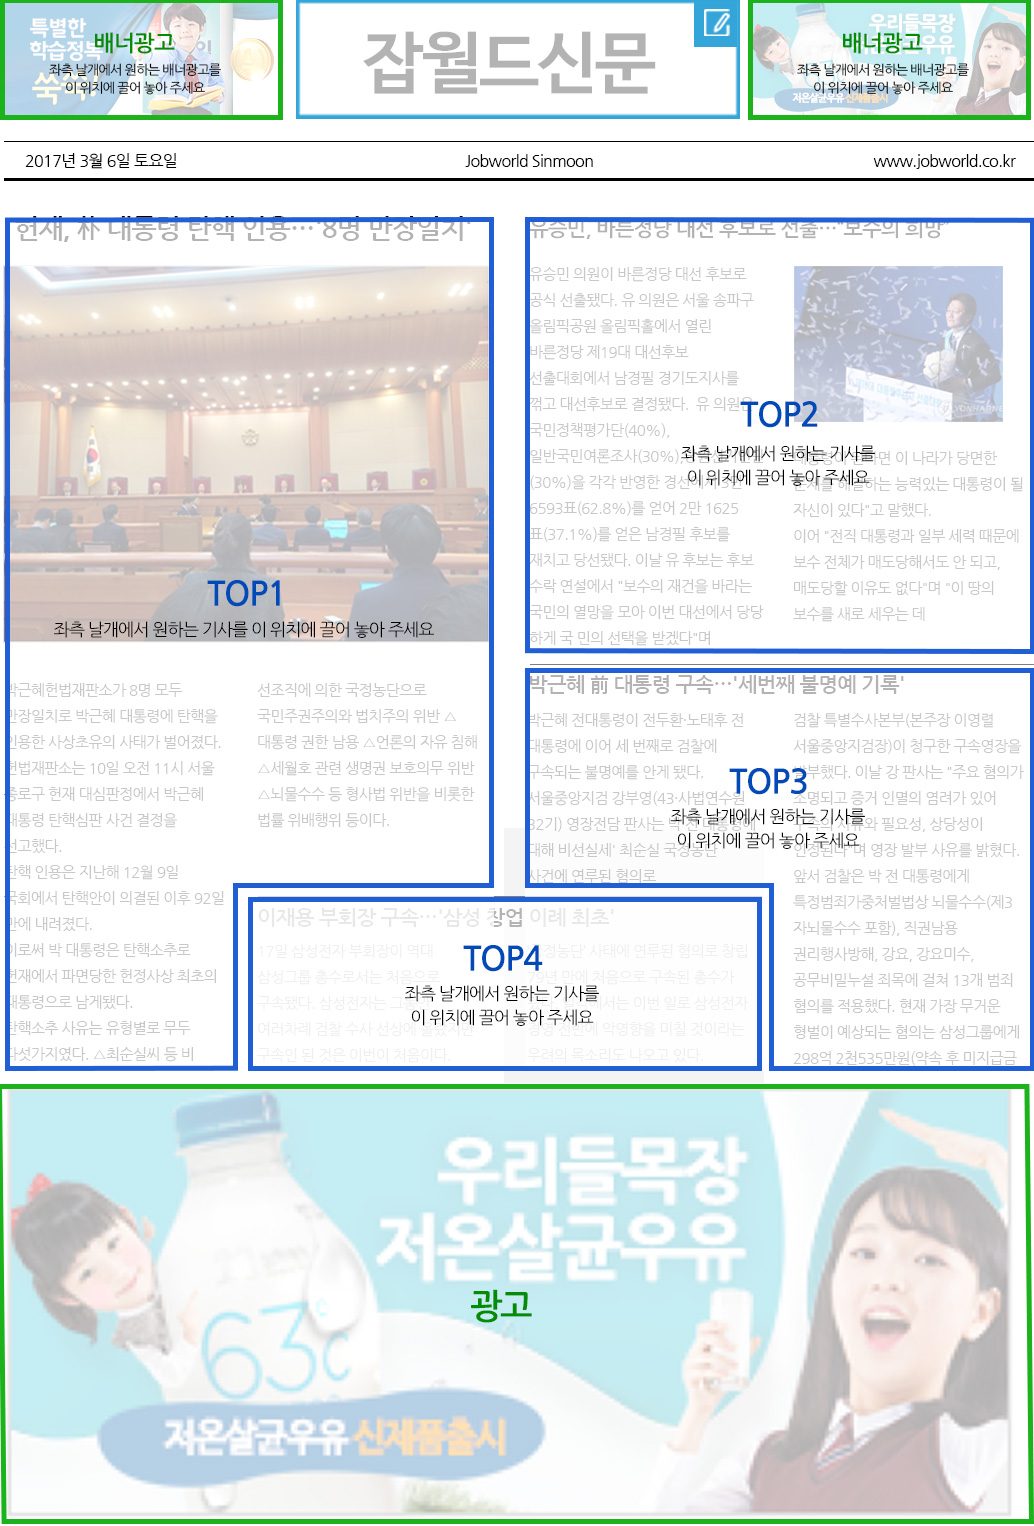 특별한
학습정복
쑥쑥
배너광고
좌측 날개에서 원하는 배너광고를
이 위치에 끌어 놓아 주세요
잡월드신문
우리들목장
우유
배너광고
좌측 날개에서 원하는 배너광고를
이 위치에 끌어 놓아 주세요
저온살균우유 신제품출시
2017년 3월 6일 토요일
Jobworld Sinmoon
www.jobworld.co.kr
헌재, 朴 대통령 탄핵 인용…'8명 만장일치'
TOP1
좌측 날개에서 원하는 기사를 이 위치에 끌어 놓아 주세요
박근혜헌법재판소가 8명 모두
만장일치로 박근혜 대통령에 탄핵을
인용한 사상초유의 사태가 벌어졌다.
헌법재판소는 10일 오전 11시 서울
종로구 헌재 대심판정에서 박근혜
대통령 탄핵심판 사건 결정을
선고했다.
탄핵 인용은 지난해 12월 9일
국회에서 탄핵안이 의결된 이후 92일
만에 내려졌다.
이로써 박 대통령은 탄핵소추로
헌재에서 파면당한 헌정사상 최초의
대통령으로 남게됐다.
탄핵소추 사유는 유형별로 모두
다섯가지였다. △최순실씨 등 비
선조직에 의한 국정농단으로
국민주권주의와 법치주의 위반 △
대통령 권한 남용 △언론의 자유 침해
△세월호 관련 생명권 보호의무 위반
△뇌물수수 등 형사법 위반을 비롯한
법률 위배행위 등이다.
유승민, 바른정당 대선 후보로 선출…"보수의 희망"
유승민 의원이 바른정당 대선 후보로
공식 선출됐다. 유 의원은 서울 송파구
올림픽공원 올림픽홀에서 열린
바른정당 제19대 대선후보
선출대회에서 남경필 경기도지사를
꺾고 대선후보로 결정됐다. 유 의원은
국민정책평가단(40%),
일반국민여론조사(30%),
(30%)을 각각 반영한 경선에서
6593표(62.8%)를 얻어 2만 1625
표(37.1%)를 얻은 남경필 후보를
재치고 당선됐다. 이날 유 후보는 후보
수락 연설에서 "보수의 재건을 바라는
국민의 열망을 모아 이번 대선에서 당당
하게 국 민의 선택을 받겠다"며
TOP2
좌측 날개에서 원하는 기사를
이 위치에 끌어 놓아 주세요
이 나라가 당면한
문제를 해결하는 능력있는 대통령이 될
자신이 있다"고 말했다.
이어 "전직 대통령과 일부 세력 때문에
보수 전체가 매도당해서도 안 되고,
매도당할 이유도 없다"며 "이 땅의
보수를 새로 세우는 데
박근혜 前 대통령 구속…'세번째 불명예 기록'
박근혜 전대통령이 전두환·노태후 전
대통령에 이어 세 번째로 검찰에
구속되는 불명예를 안게 됐다.
서울중앙지검 강부영(43·사법연수원
32기) 영장전담 판사는 박 전 대통령에
대해 비선실세' 최순실 국정농단
사건에 연루된 혐의로
TOP3
좌측 날개에서 원하는 기사를
이 위치에 끌어 놓아 주세요
검찰 특별수사본부(본주장 이영렬
서울중앙지검장)이 청구한 구속영장을
발부했다. 이날 강 판사는 "주요 혐의가
소명되고 증거 인멸의 염려가 있어
구속의 사유와 필요성, 상당성이
인정된다"며 영장 발부 사유를 밝혔다.
앞서 검찰은 박 전 대통령에게
특정범죄가중처벌법상 뇌물수수(제3
자뇌물수수 포함), 직권남용
권리행사방해, 강요, 강요미수,
공무비밀누설 죄목에 걸쳐 13개 범죄
혐의를 적용했다. 현재 가장 무거운
형벌이 예상되는 혐의는 삼성그룹에게
298억 2천535만원(약속 후 미지급금
이재용 부회장 구속…'삼성 창업 이례 최초'
17일 삼성전자 부회장이 역대
삼성그룹 총수로서는 처음으로
구속됐다. 삼성전자는 그
여러차례 검찰 수사 선상에
구속인 된 것은 이번이 처음이다.
TOP4
좌측 날개에서 원하는 기사를
이 위치에 끌어 놓아 주세요
국정농단' 사태에 연루된 혐의로 창립
79년 만에 처음으로 구속된 총수가
이번 일로 삼성전자
경영 전반에 악영향을 미칠 것이라는
우려의 목소리도 나오고 있다.
우리들목장
저온살균우유
63℃
광고
저온살균우유 신제품출시